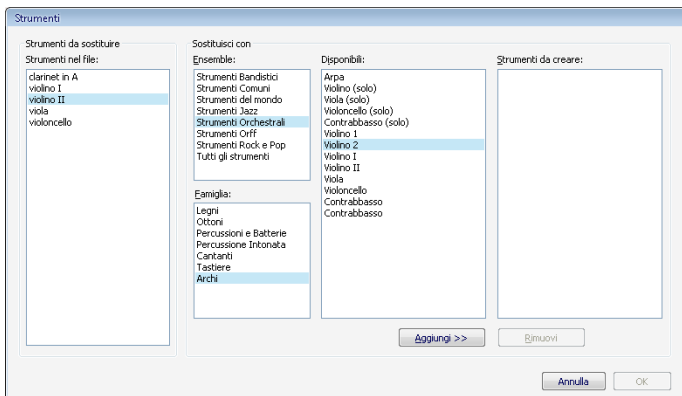 Strumenti
Strumenti da sostituire
Strumenti nel file:
clarinet in A
violino I
violino II
viola
violoncello
Sostituisci con
Ensemble:
Strumenti Bandistici
Strumenti Comuni
Strumenti del mondo
Strumenti Jazz
Strumenti Orchestrali
Strumenti Orff
Strumenti Rock e Pop
Tutti gli strumenti
Famiglia:
Legni
Ottoni
Percussioni e Batterie
Percussione Intonata
Cantanti
Tastiere
Archi
Disponibili:
Arpa
Violino (solo)
Viola (solo)
Violoncello (solo)
Contrabbasso (solo)
Violino 1
Violino 2
Violino I
Violino II
Viola
Violoncello
Contrabbasso
Contrabbasso
Strumenti da creare:
Aggiungi >>
Rimuovi
Annulla
OK